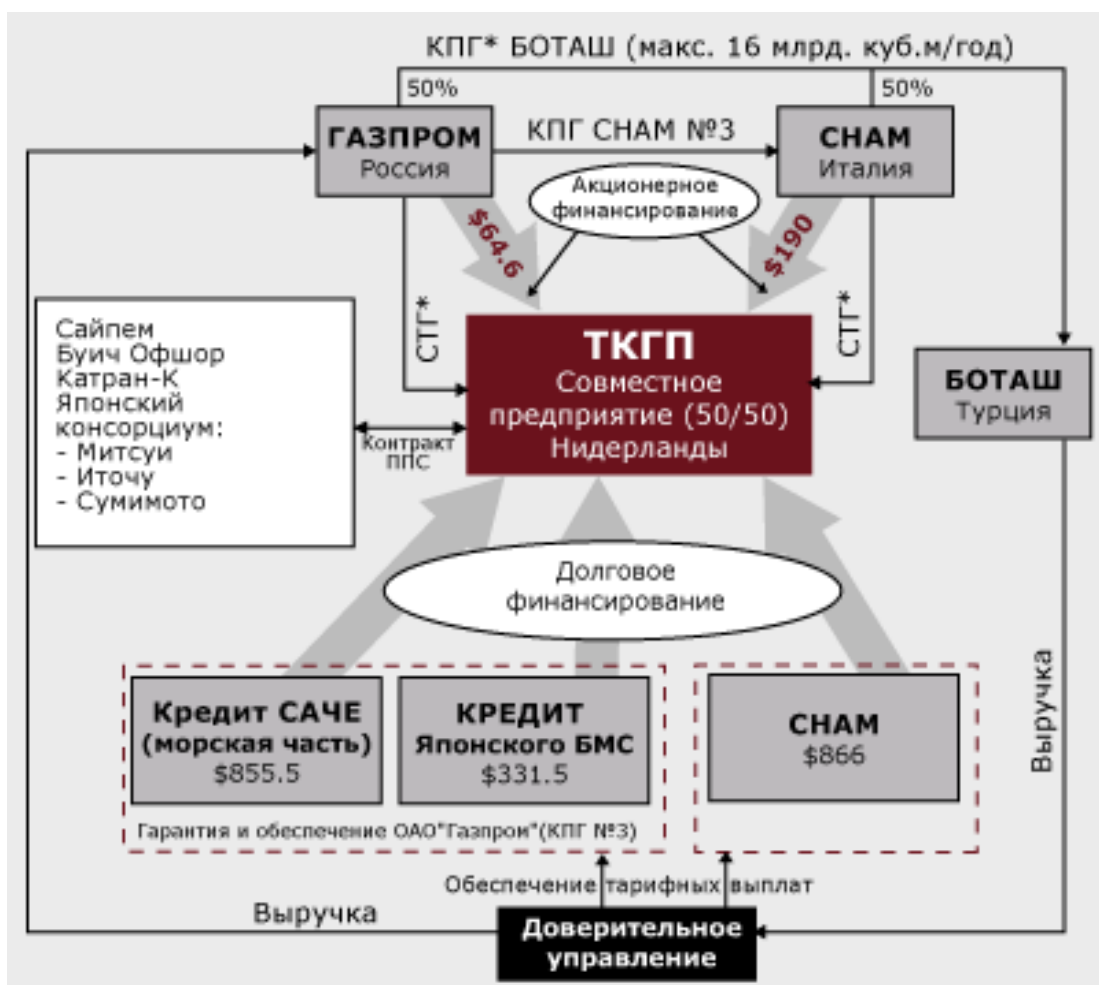 КПГ* БОТАШ (макс. 16 млрд. куб.м/год)
50%
50%
ГАЗПРОМ
Россия
КПГ СНАМ №3
СНАМ
Италия
Акционерное
финансирование
$64.6
$190
СТГ*
СТГ*
Сайпем
Буич Офшор
Катран-К
Японский
консорциум:
- Митсуи
- Иточу
- Сумимото
ТКГП
Совместное
предприятие (50/50)
Нидерланды
БОТАШ
Турция
Контракт
ППС
Долговое
финансирование
Кредит САЧЕ
(морская часть)
$855.5
КРЕДИТ
Японского БМС
$331.5
СНАМ
$866
Выручка
Гарантия и обеспечение ОАО"Газпром"(КПГ №3)
Обеспечение тарифных выплат
Выручка
Доверительное
управление